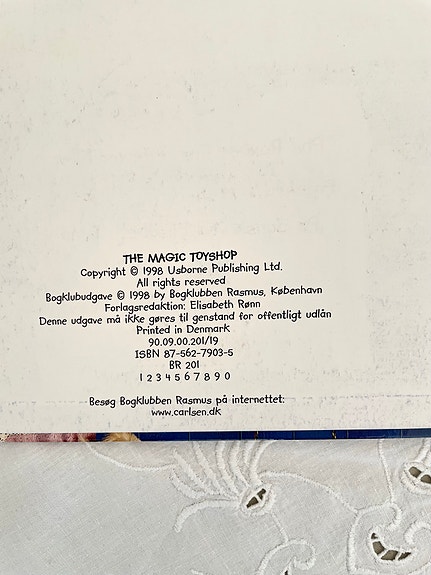 THE MAGIC TOYSHOP
Copyright © 1998 Usborne Publishing Ltd.
All rights reserved
Bogklubudgave © 1998 by Bogklubben Rasmus, København
Forlagsredaktion: Elisabeth Rønn
Denne udgave må ikke gøres til genstand for offentligt udlån
Printed in Denmark
90.09.00.201/19
ISBN 87-562-7903-5
BR 201
1 2 3 4 5 6 7 8 9 0
Besøg Bogklubben Rasmus på internettet:
www.carlsen.dk